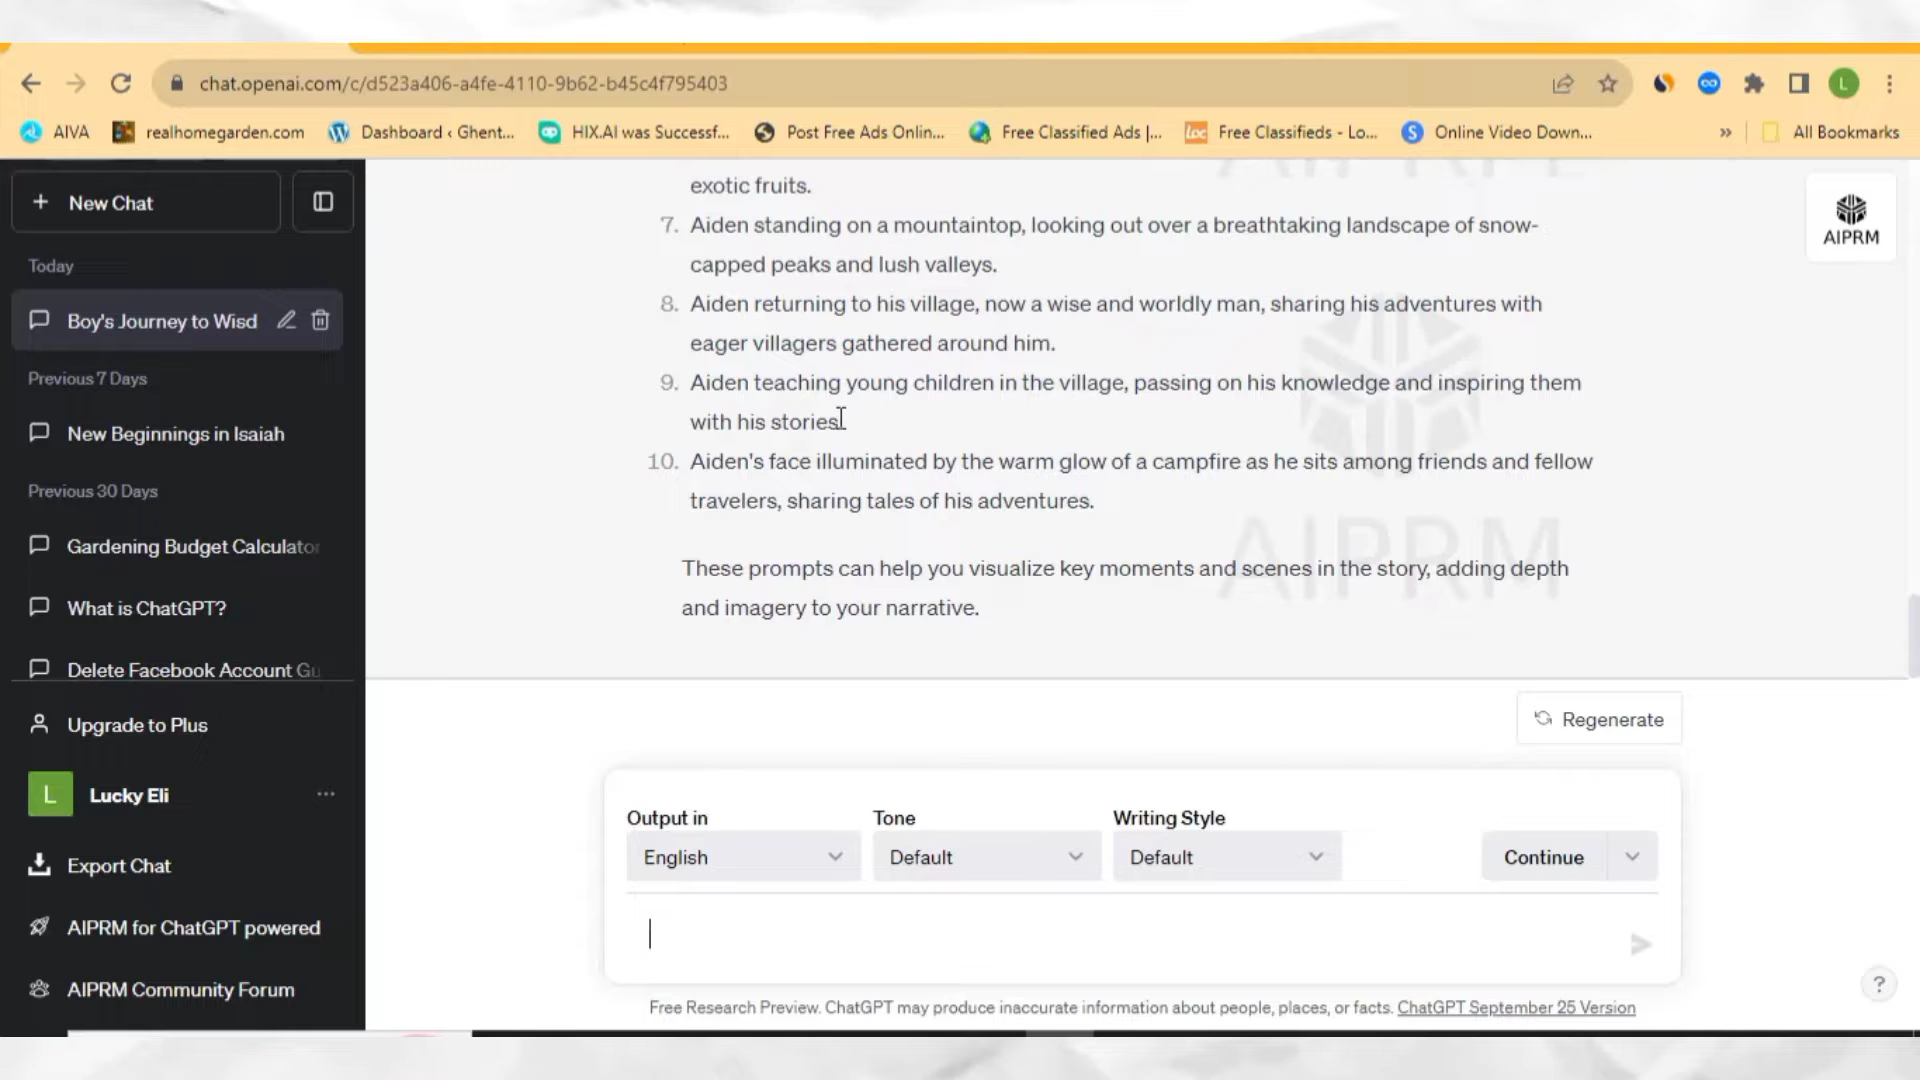 chat.openai.com/c/d523a406-a4fe-4110-9b62-b45c4f795403
AIVA
realhomegarden.com
Dashboard ‹ Ghent...
HIX.AI was Successf...
Post Free Ads Onlin...
Free Classified Ads |...
Free Classifieds - Lo...
Online Video Down...
»
All Bookmarks
L
loc
S
+ New Chat
Today
Boy's Journey to Wisd
Previous 7 Days
New Beginnings in Isaiah
Previous 30 Days
Gardening Budget Calculator
What is ChatGPT?
Delete Facebook Account Gu
Upgrade to Plus
L Lucky Eli ...
Export Chat
AIPRM for ChatGPT powered
AIPRM Community Forum
exotic fruits.
7. Aiden standing on a mountaintop, looking out over a breathtaking landscape of snow-
capped peaks and lush valleys.
8. Aiden returning to his village, now a wise and worldly man, sharing his adventures with
eager villagers gathered around him.
9. Aiden teaching young children in the village, passing on his knowledge and inspiring them
with his stories.
10. Aiden's face illuminated by the warm glow of a campfire as he sits among friends and fellow
travelers, sharing tales of his adventures.
These prompts can help you visualize key moments and scenes in the story, adding depth
and imagery to your narrative.
AIPRM
AIPRM
AIPRM
Regenerate
Output in
Tone
Writing Style
English
Default
Default
Continue
Free Research Preview. ChatGPT may produce inaccurate information about people, places, or facts. ChatGPT September 25 Version
?